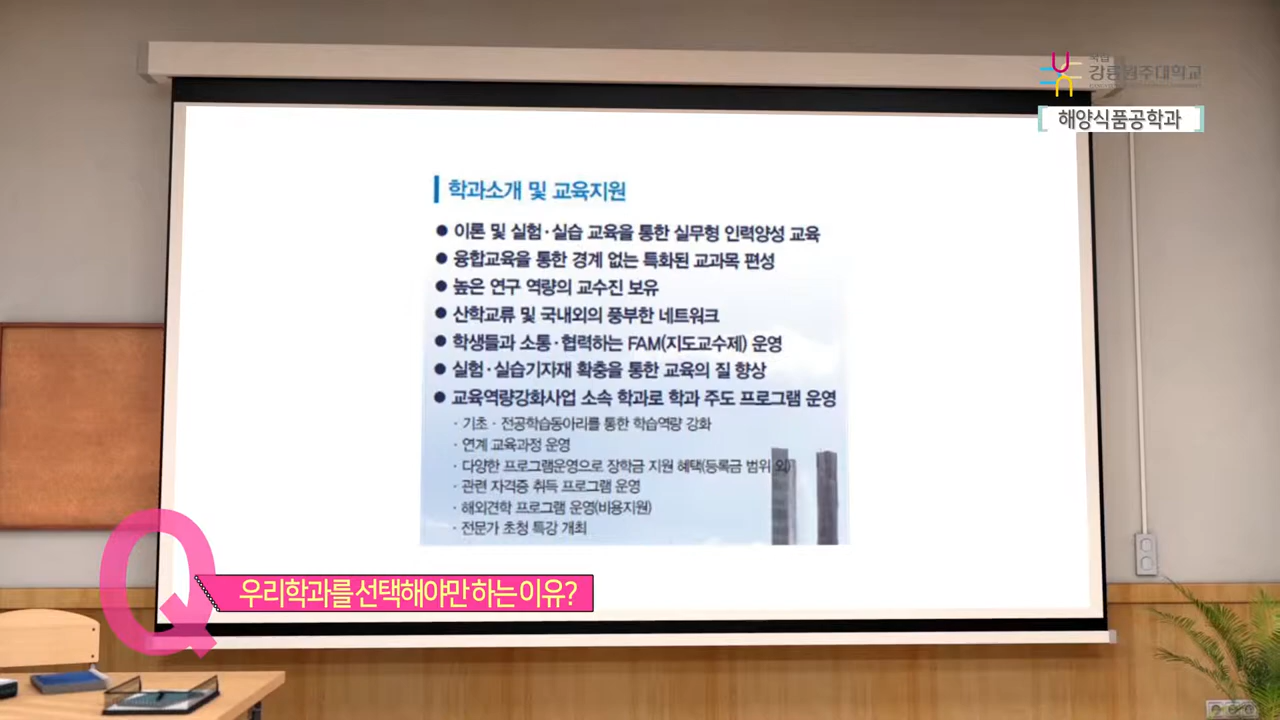 국립
강릉원주대학교
해양식품공학과
학과소개 및 교육지원
● 이론 및 실험·실습 교육을 통한 실무형 인력양성 교육
● 융합교육을 통한 경계 없는 특화된 교과목 편성
● 높은 연구 역량의 교수진 보유
● 산학교류 및 국내외의 풍부한 네트워크
● 학생들과 소통·협력하는 FAM(지도교수제) 운영
● 실험·실습기자재 확충을 통한 교육의 질 향상
● 교육역량강화사업 소속 학과로 학과 주도 프로그램 운영
· 기초 · 전공학습동아리를 통한 학습역량 강화
· 연계 교육과정 운영
· 다양한 프로그램운영으로 장학금 지원 혜택(등록금 범위 외)
· 관련 자격증 취득 프로그램 운영
· 해외견학 프로그램 운영(비용지원)
· 전문가 초청 특강 개최
Q 우리학과를 선택해야만 하는 이유?